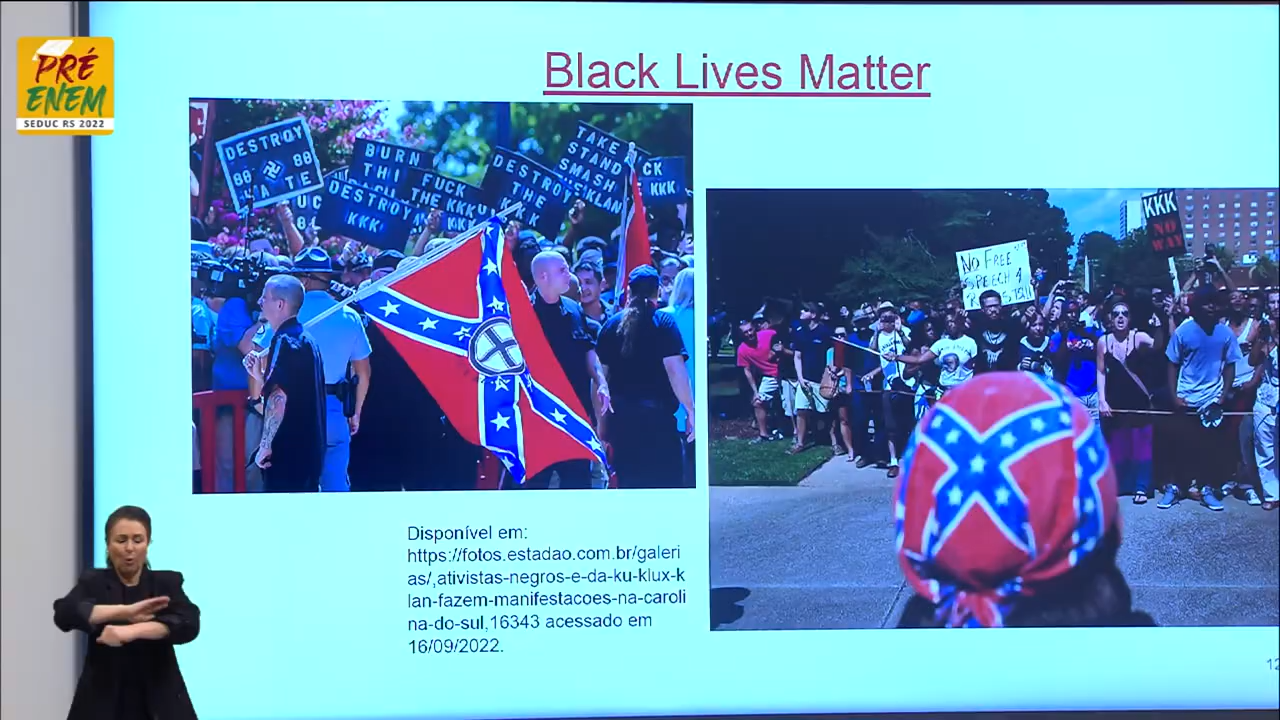 PRÉ
ENEM
SEDUC RS 2022
Black Lives Matter
DESTROY
88 88
BURN
DESTROY
KKK
FUCK
THE KKK
DESTROY
THE
TAKE
STAND
SMASH
KLAN
KKK
NO FREE
SPEECH 4
KKK
NO
WAY
Disponível em:
https://fotos.estadao.com.br/galeri
as/,ativistas-negros-e-da-ku-klux-k
lan-fazem-manifestacoes-na-caroli
na-do-sul,16343 acessado em
16/09/2022.
12